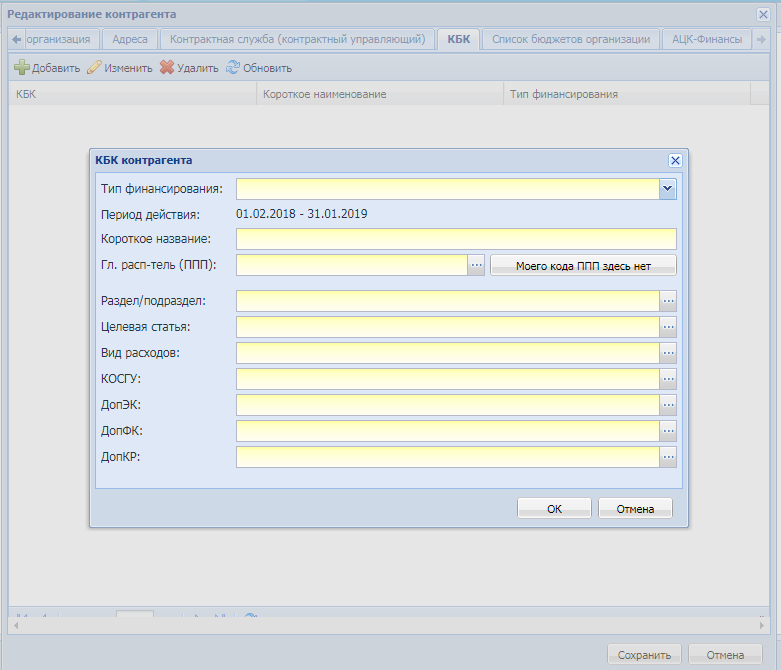 Редактирование контрагента
организация Адреса Контрактная служба (контрактный управляющий) КБК Список бюджетов организации АЦК-Финансы
Добавить Изменить Удалить Обновить
КБК Короткое наименование Тип финансирования
КБК контрагента
Тип финансирования:
Период действия: 01.02.2018 - 31.01.2019
Короткое название:
Гл. расп-тель (ППП): ... Моего кода ППП здесь нет
Раздел/подраздел: ...
Целевая статья: ...
Вид расходов: ...
КОСГУ: ...
ДопЭК: ...
ДопФК: ...
ДопКР: ...
ОК Отмена
Сохранить Отмена